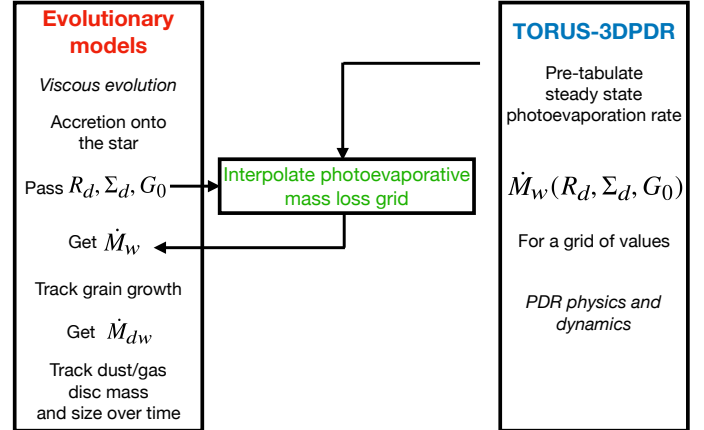 Evolutionary
models
Viscous evolution
Accretion onto
the star
Pass R_d, Σ_d, G_0
Get Ṁ_w
Track grain growth
Get Ṁ_{dw}
Track dust/gas
disc mass
and size over time
Interpolate photoevaporative
mass loss grid
TORUS-3DPDR
Pre-tabulate
steady state
photoevaporation rate
Ṁ_w(R_d, Σ_d, G_0)
For a grid of values
PDR physics and
dynamics